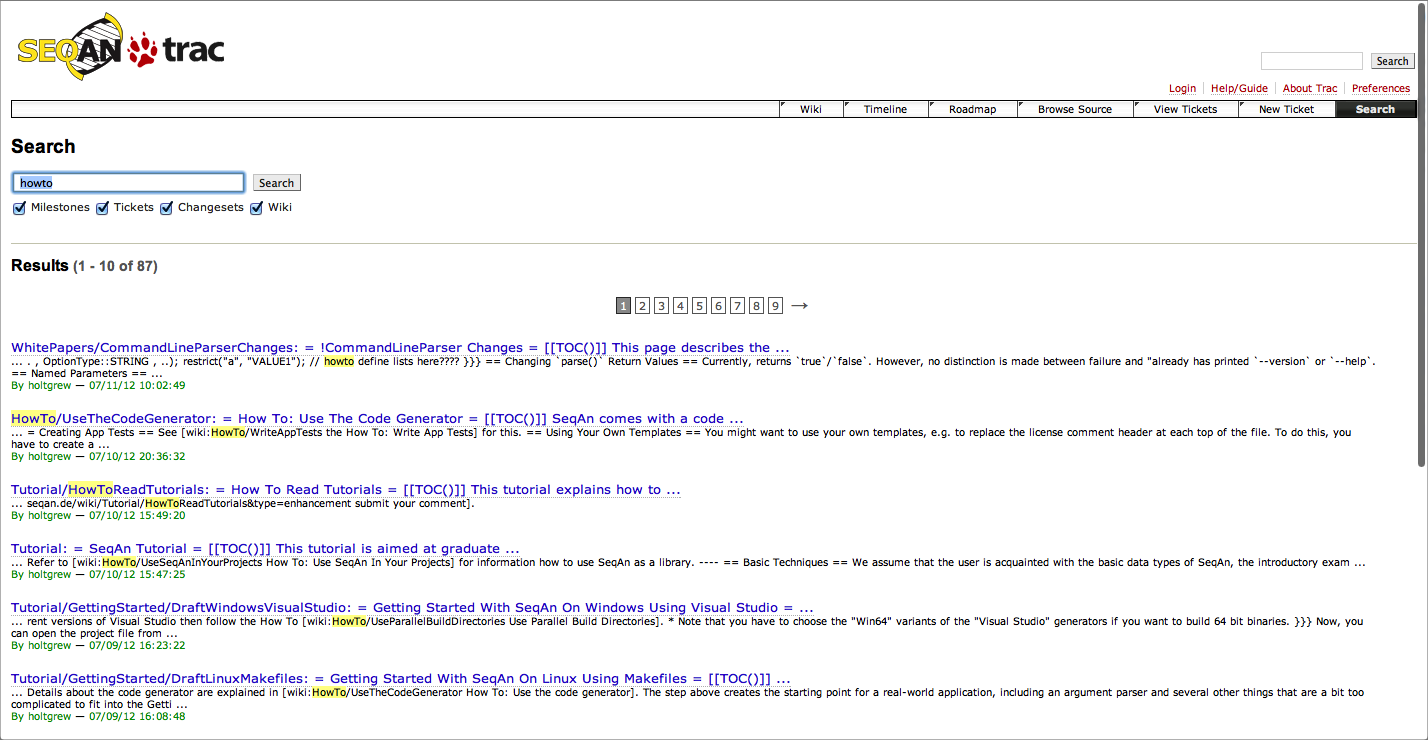 SEQAN trac
Search
Login Help/Guide About Trac Preferences
Wiki Timeline Roadmap Browse Source View Tickets New Ticket Search
Search
howto Search
Milestones Tickets Changesets Wiki
Results (1 - 10 of 87)
1 2 3 4 5 6 7 8 9 →
WhitePapers/CommandLineParserChanges: = !CommandLineParser Changes = [[TOC()]] This page describes the ...
... . , OptionType::STRING , ..); restrict("a", "VALUE1"); // howto define lists here???? }}} == Changing `parse()` Return Values == Currently, returns `true`/`false`. However, no distinction is made between failure and "already has printed `--version` or `--help`.
== Named Parameters == ...
By holtgrew — 07/11/12 10:02:49
HowTo/UseTheCodeGenerator: = How To: Use The Code Generator = [[TOC()]] SeqAn comes with a code ...
... = Creating App Tests == See [wiki:HowTo/WriteAppTests the How To: Write App Tests] for this. == Using Your Own Templates == You might want to use your own templates, e.g. to replace the license comment header at each top of the file. To do this, you
have to create a ...
By holtgrew — 07/10/12 20:36:32
Tutorial/HowToReadTutorials: = How To Read Tutorials = [[TOC()]] This tutorial explains how to ...
... seqan.de/wiki/Tutorial/HowToReadTutorials&type=enhancement submit your comment].
By holtgrew — 07/10/12 15:49:20
Tutorial: = SeqAn Tutorial = [[TOC()]] This tutorial is aimed at graduate ...
... Refer to [wiki:HowTo/UseSeqAnInYourProjects How To: Use SeqAn In Your Projects] for information how to use SeqAn as a library. ---- == Basic Techniques == We assume that the user is acquainted with the basic data types of SeqAn, the introductory exam ...
By holtgrew — 07/10/12 15:47:25
Tutorial/GettingStarted/DraftWindowsVisualStudio: = Getting Started With SeqAn On Windows Using Visual Studio = ...
... rent versions of Visual Studio then follow the How To [wiki:HowTo/UseParallelBuildDirectories Use Parallel Build Directories]. * Note that you have to choose the "Win64" variants of the "Visual Studio" generators if you want to build 64 bit binaries. }}} Now, you
can open the project file from ...
By holtgrew — 07/09/12 16:23:22
Tutorial/GettingStarted/DraftLinuxMakefiles: = Getting Started With SeqAn On Linux Using Makefiles = [[TOC()]] ...
... Details about the code generator are explained in [wiki:HowTo/UseTheCodeGenerator How To: Use the code generator]. The step above creates the starting point for a real-world application, including an argument parser and several other things that are a bit too
complicated to fit into the Getti ...
By holtgrew — 07/09/12 16:08:48